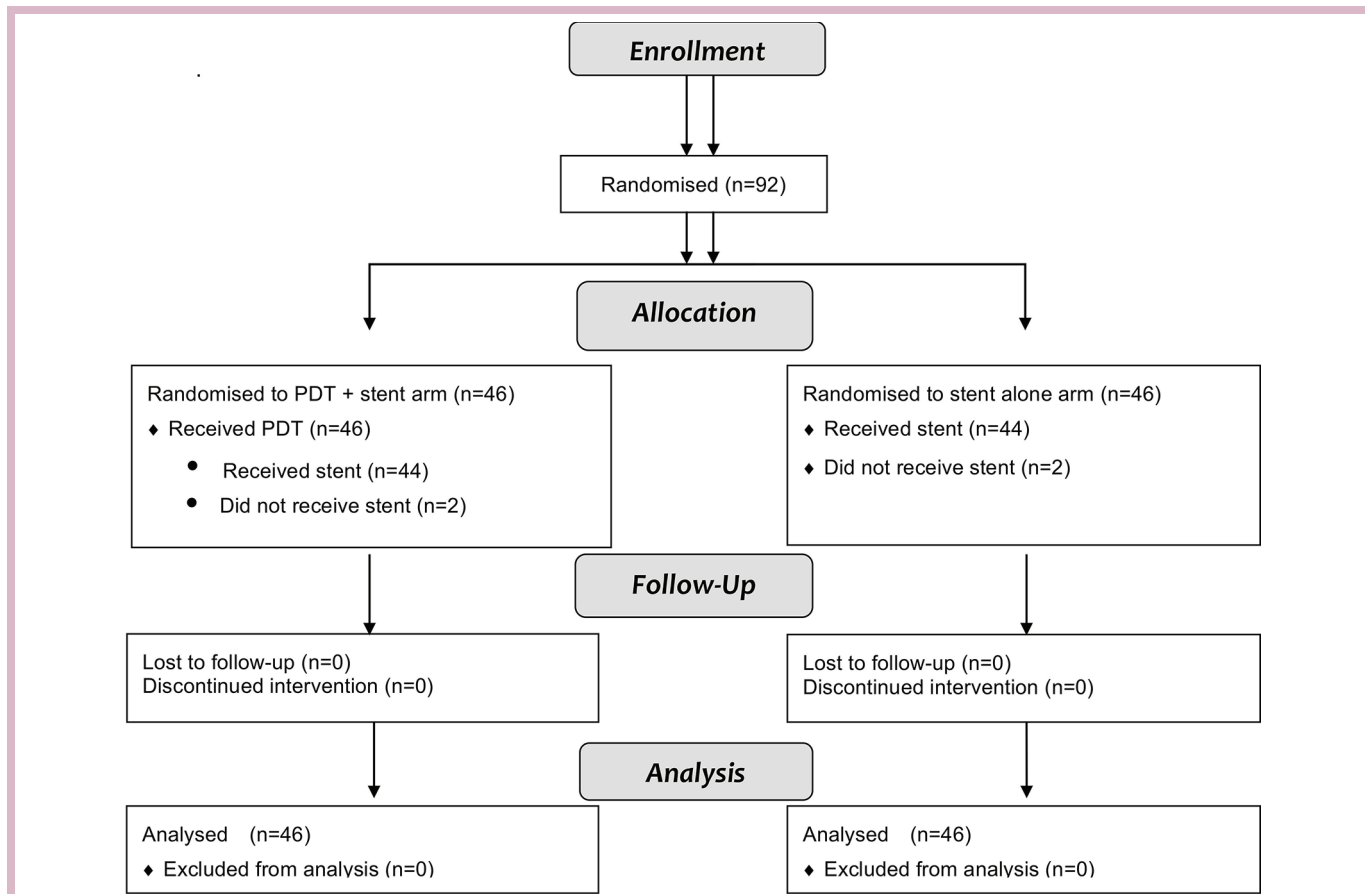 Enrollment
Randomised (n=92)
Allocation
Randomised to PDT + stent arm (n=46)
♦ Received PDT (n=46)
● Received stent (n=44)
● Did not receive stent (n=2)
Randomised to stent alone arm (n=46)
♦ Received stent (n=44)
♦ Did not receive stent (n=2)
Follow-Up
Lost to follow-up (n=0)
Discontinued intervention (n=0)
Lost to follow-up (n=0)
Discontinued intervention (n=0)
Analysis
Analysed (n=46)
♦ Excluded from analysis (n=0)
Analysed (n=46)
♦ Excluded from analysis (n=0)